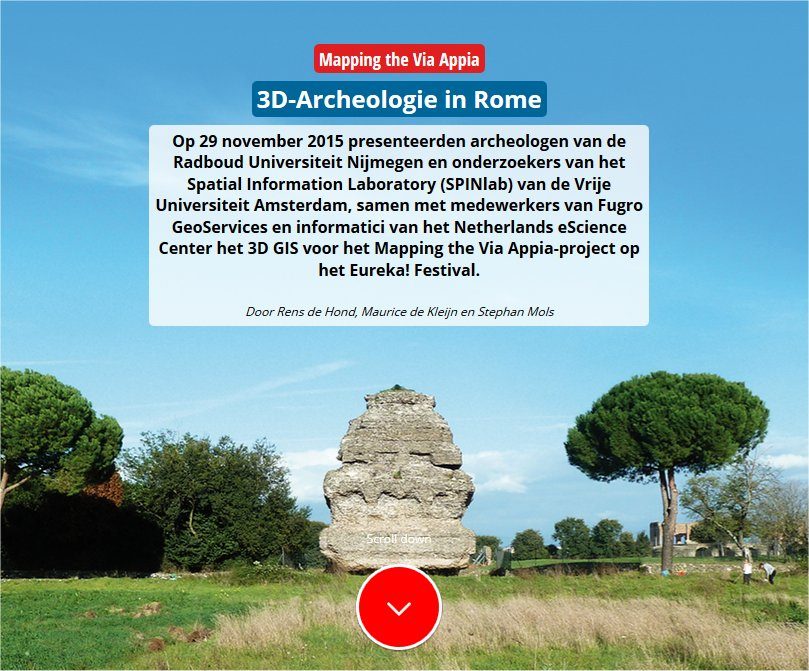 Mapping the Via Appia
3D-Archeologie in Rome
Op 29 november 2015 presenteerden archeologen van de
Radboud Universiteit Nijmegen en onderzoekers van het
Spatial Information Laboratory (SPINlab) van de Vrije
Universiteit Amsterdam, samen met medewerkers van Fugro
GeoServices en informatici van het Netherlands eScience
Center het 3D GIS voor het Mapping the Via Appia-project op
het Eureka! Festival.
Door Rens de Hond, Maurice de Kleijn en Stephan Mols
Scroll down